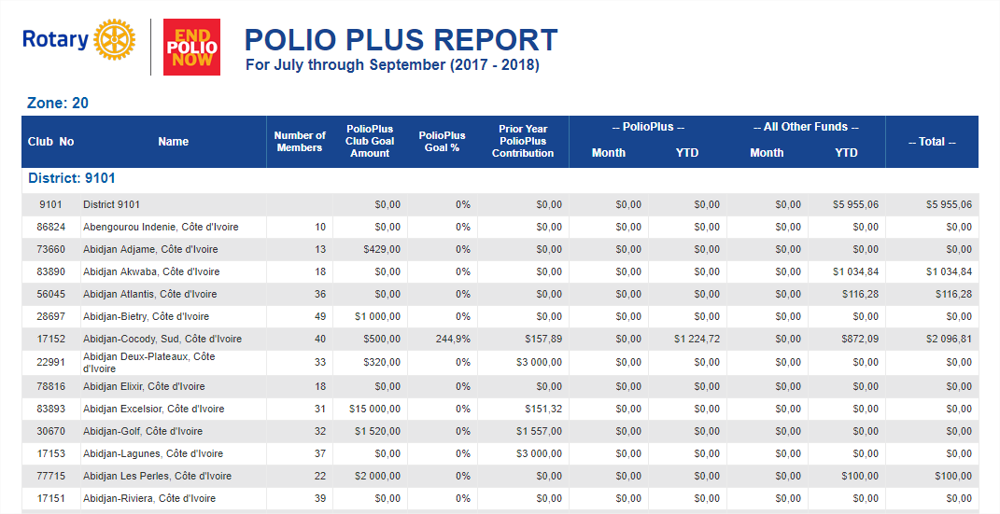 Rotary
END
POLIO
NOW
POLIO PLUS REPORT
For July through September (2017 - 2018)
Zone: 20
Club No Name Number of Members PolioPlus Club Goal Amount PolioPlus Goal % Prior Year PolioPlus Contribution -- PolioPlus -- Month YTD -- All Other Funds -- Month YTD -- Total --
District: 9101
9101 District 9101 $0,00 0% $0,00 $0,00 $0,00 $0,00 $5 955,06 $5 955,06
86824 Abengourou Indenie, Côte d'Ivoire 10 $0,00 0% $0,00 $0,00 $0,00 $0,00 $0,00 $0,00
73660 Abidjan Adjame, Côte d'Ivoire 13 $429,00 0% $0,00 $0,00 $0,00 $0,00 $0,00 $0,00
83890 Abidjan Akwaba, Côte d'Ivoire 18 $0,00 0% $0,00 $0,00 $0,00 $0,00 $1 034,84 $1 034,84
56045 Abidjan Atlantis, Côte d'Ivoire 36 $0,00 0% $0,00 $0,00 $0,00 $0,00 $116,28 $116,28
28697 Abidjan-Bietry, Côte d'Ivoire 49 $1 000,00 0% $0,00 $0,00 $0,00 $0,00 $0,00 $0,00
17152 Abidjan-Cocody, Sud, Côte d'Ivoire 40 $500,00 244,9% $157,89 $0,00 $1 224,72 $0,00 $872,09 $2 096,81
22991 Abidjan Deux-Plateaux, Côte d'Ivoire 33 $320,00 0% $3 000,00 $0,00 $0,00 $0,00 $0,00 $0,00
78816 Abidjan Elixir, Côte d'Ivoire 18 $0,00 0% $0,00 $0,00 $0,00 $0,00 $0,00 $0,00
83893 Abidjan Excelsior, Côte d'Ivoire 31 $15 000,00 0% $151,32 $0,00 $0,00 $0,00 $0,00 $0,00
30670 Abidjan-Golf, Côte d'Ivoire 32 $1 520,00 0% $1 557,00 $0,00 $0,00 $0,00 $0,00 $0,00
17153 Abidjan-Lagunes, Côte d'Ivoire 37 $0,00 0% $3 000,00 $0,00 $0,00 $0,00 $0,00 $0,00
77715 Abidjan Les Perles, Côte d'Ivoire 22 $2 000,00 0% $0,00 $0,00 $0,00 $0,00 $100,00 $100,00
17151 Abidjan-Riviera, Côte d'Ivoire 39 $0,00 0% $0,00 $0,00 $0,00 $0,00 $0,00 $0,00